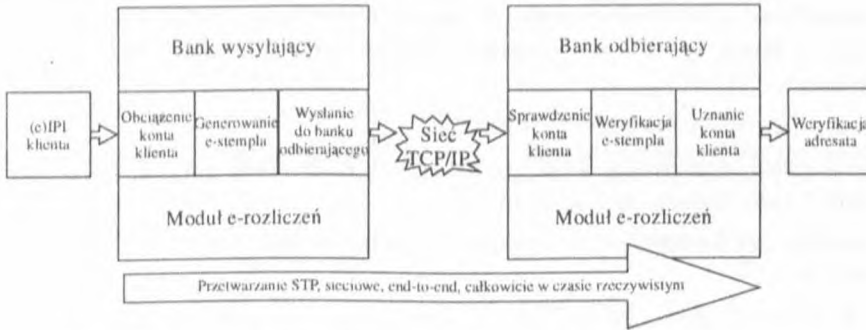 Bank wysyłający
Bank odbierający
(e)IPI
klienta
Obciążenie
konta
klienta
Generowanie
e-stempla
Wysłanie
do banku
odbierającego
Sieć
TCP/IP
Sprawdzenie
konta
klienta
Weryfikacja
e-stempla
Uznanie
konta
klienta
Weryfikacja
adresata
Moduł e-rozliczeń
Moduł e-rozliczeń
Przetwarzanie STP, sieciowe, end-to-end, całkowicie w czasie rzeczywistym